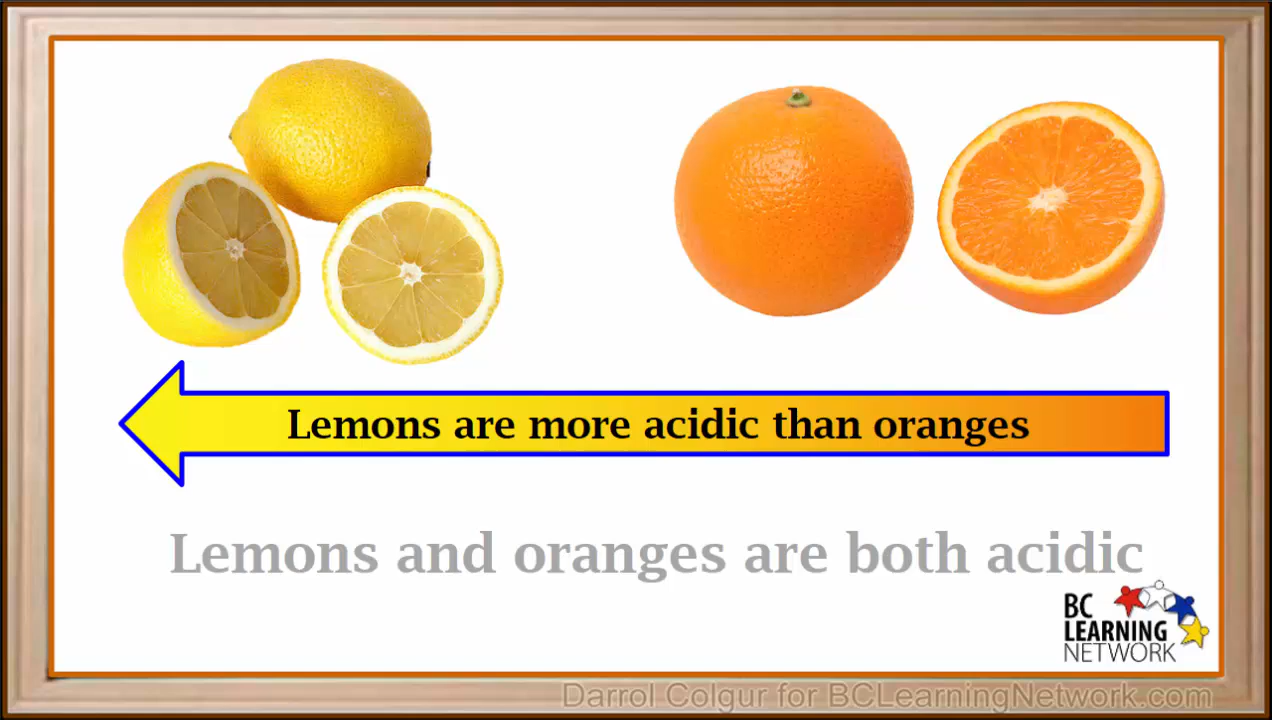 Lemons are more acidic than oranges
Lemons and oranges are both acidic
BC
LEARNING
NETWORK
Darrol Colgur for BCLearningNetwork.com